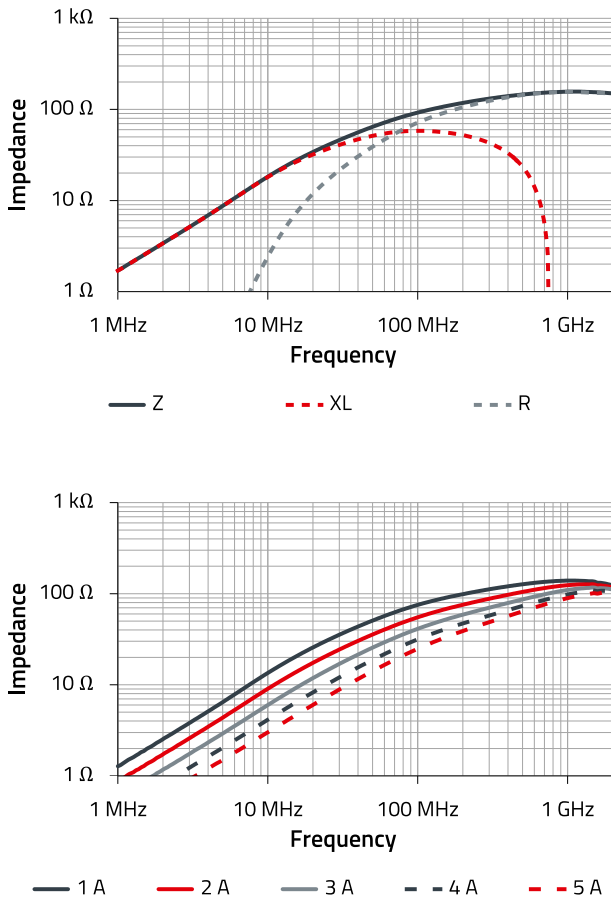 1 kΩ
100 Ω
10 Ω
1 Ω
Impedance
1 MHz 10 MHz 100 MHz 1 GHz
Frequency
Z XL R
1 kΩ
100 Ω
10 Ω
1 Ω
Impedance
1 MHz 10 MHz 100 MHz 1 GHz
Frequency
1 A 2 A 3 A 4 A 5 A